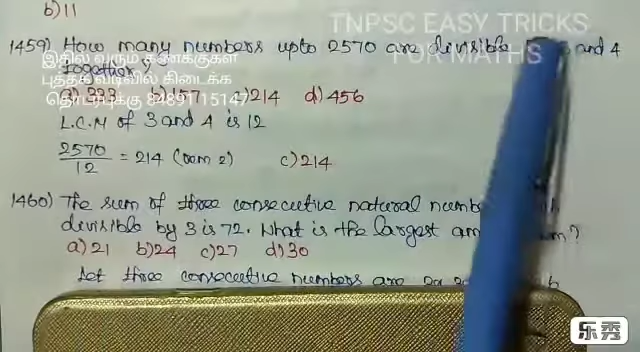 b) 11
TNPSC EASY TRICKS
FOR MATHS
1459) How many numbers upto 2570 are divisible and 4
together?
இதில் வரும் கணக்குகள்
புத்தக வடிவில் கிடைக்க
தொடர்புக்கு 8489115147
a) 333 b) 157 c) 214 d) 456
L.C.M of 3 and 4 is 12
2570/12 = 214 (rem 2) c) 214
1460) The sum of three consecutive natural
divisible by 3 is 72. What is the largest ?
a) 21 b) 24 c) 27 d) 30
Let three consecutive numbers are
乐秀